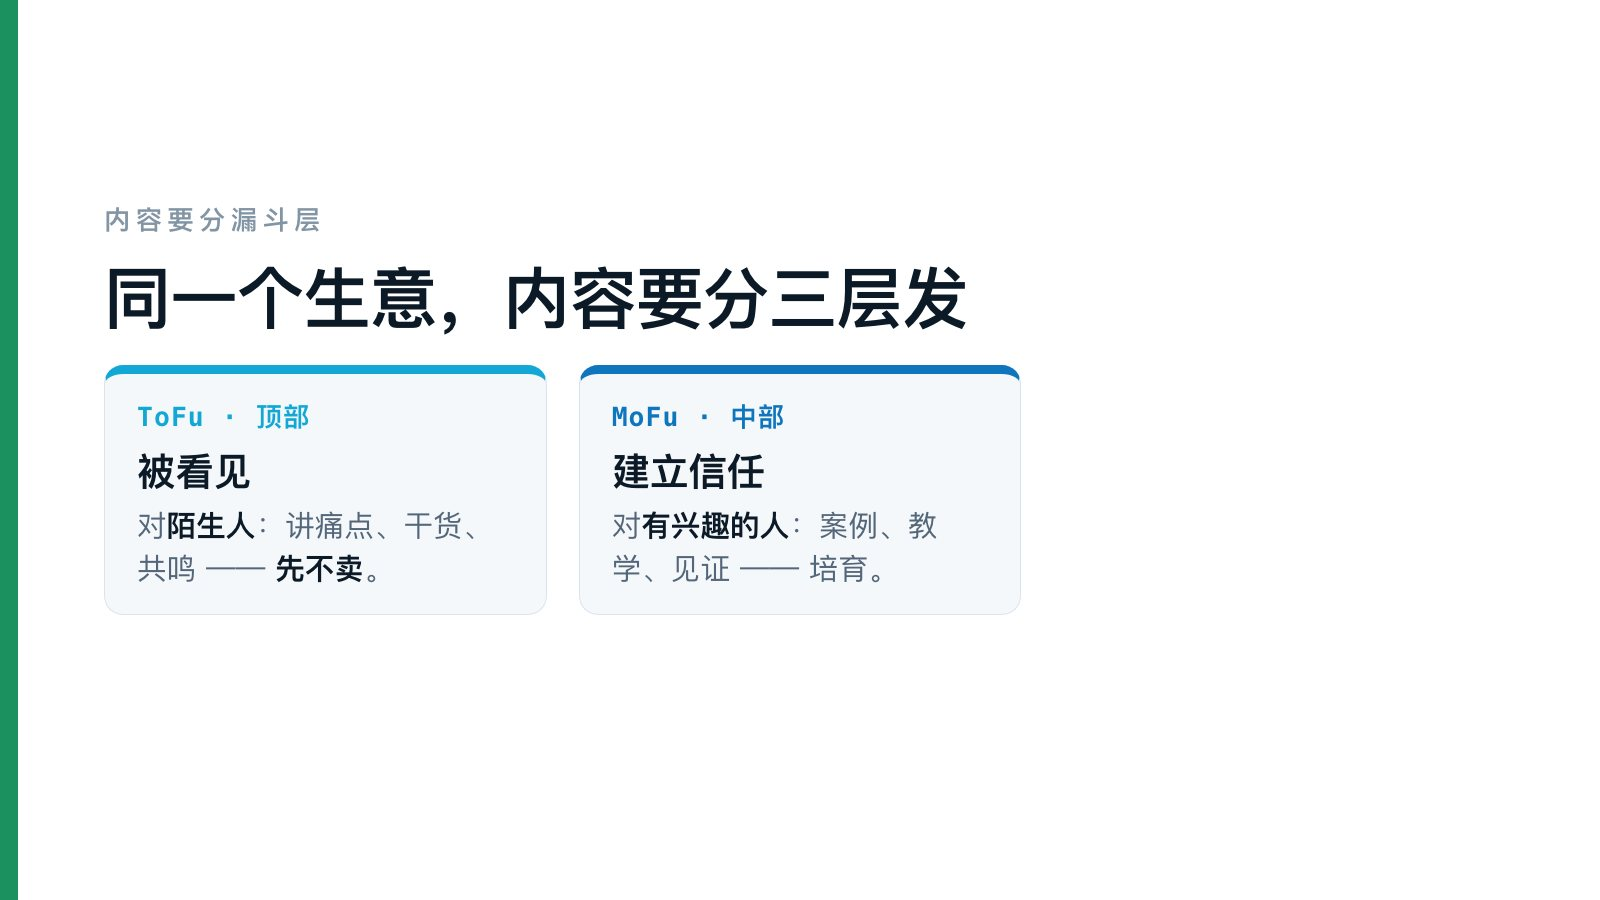 内容要分漏斗层
同一个生意，内容要分三层发
ToFu · 顶部
被看见
对陌生人：讲痛点、干货、
共鸣 —— 先不卖。
MoFu · 中部
建立信任
对有兴趣的人：案例、教
学、见证 —— 培育。